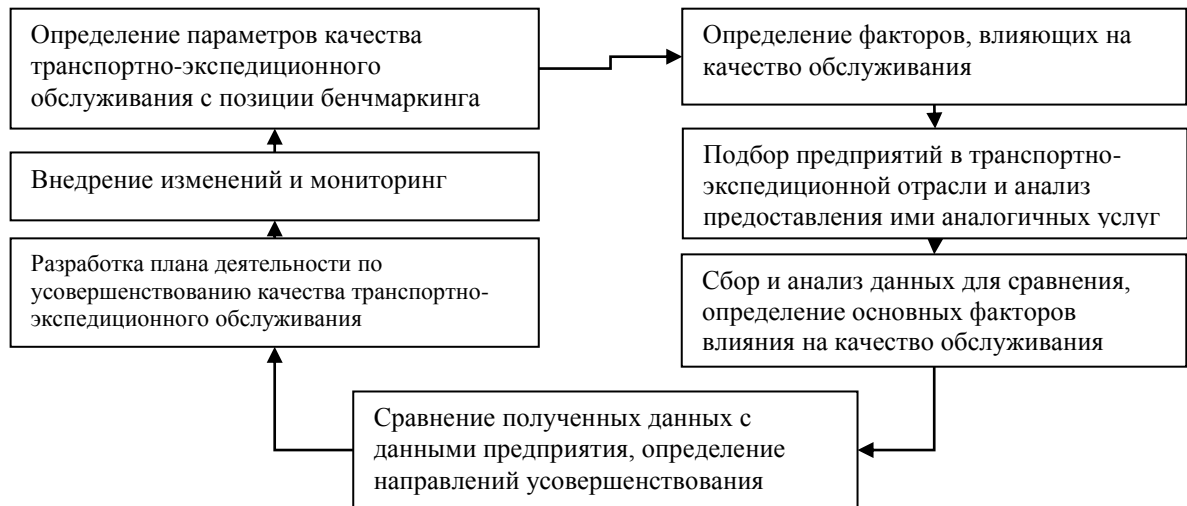 Определение параметров качества
транспортно-экспедиционного
обслуживания с позиции бенчмаркинга
Определение факторов, влияющих на
качество обслуживания
Подбор предприятий в транспортно-
экспедиционной отрасли и анализ
предоставления ими аналогичных услуг
Сбор и анализ данных для сравнения,
определение основных факторов
влияния на качество обслуживания
Сравнение полученных данных с
данными предприятия, определение
направлений усовершенствования
Разработка плана деятельности по
усовершенствованию качества транспортно-
экспедиционного обслуживания
Внедрение изменений и мониторинг